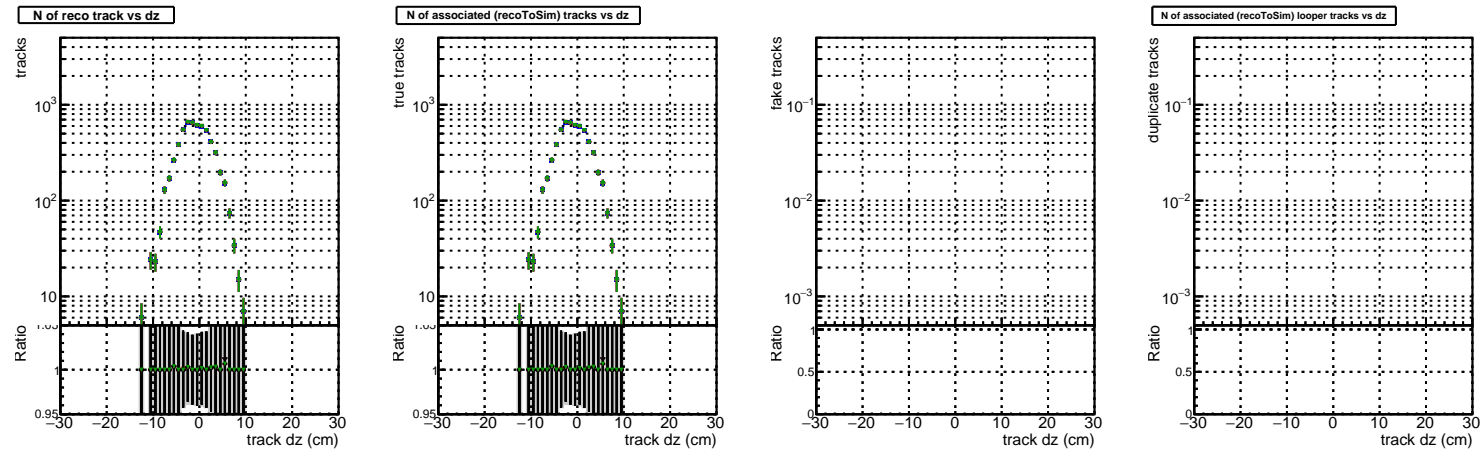 N of reco track vs dz
tracks
10³
10²
10
Ratio
1.05
1
0.95
−30 −20 −10 0 10 20 30
track dz (cm)
N of associated (recoToSim) tracks vs dz
true tracks
10³
10²
10
Ratio
1.05
1
0.95
−30 −20 −10 0 10 20 30
track dz (cm)
fake tracks
10⁻¹
10⁻²
10⁻³
Ratio
1
0.5
0
−30 −20 −10 0 10 20 30
track dz (cm)
N of associated (recoToSim) looper tracks vs dz
duplicate tracks
10⁻¹
10⁻²
10⁻³
Ratio
1
0.5
0
−30 −20 −10 0 10 20 30
track dz (cm)